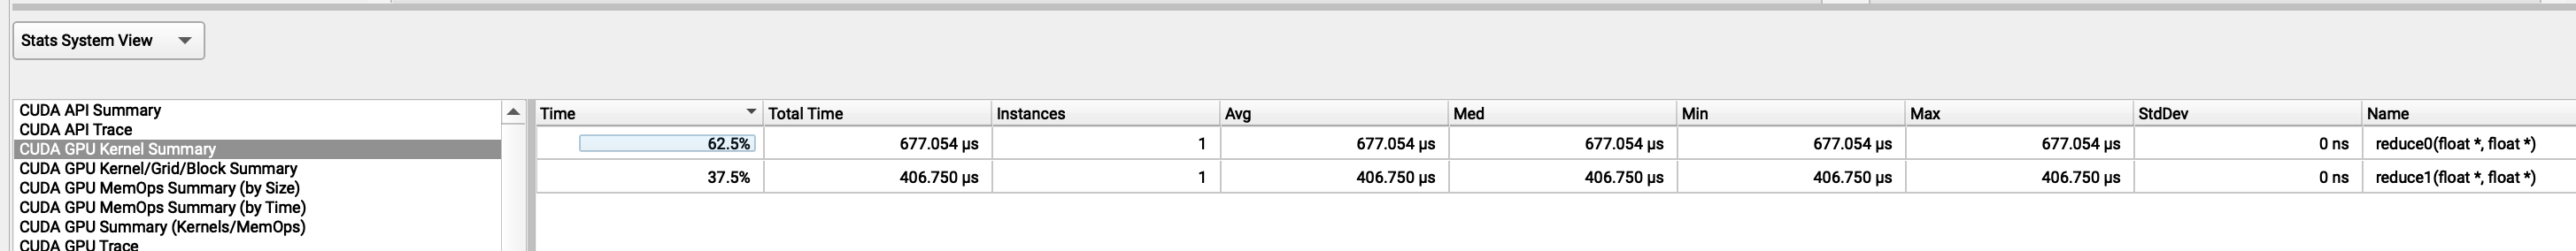 Stats System View
CUDA API Summary
CUDA API Trace
CUDA GPU Kernel Summary
CUDA GPU Kernel/Grid/Block Summary
CUDA GPU MemOps Summary (by Size)
CUDA GPU MemOps Summary (by Time)
CUDA GPU Summary (Kernels/MemOps)
CUDA GPU Trace
Time Total Time Instances Avg Med Min Max StdDev Name
62.5% 677.054 μs 1 677.054 μs 677.054 μs 677.054 μs 677.054 μs 0 ns reduce0(float *, float *)
37.5% 406.750 μs 1 406.750 μs 406.750 μs 406.750 μs 406.750 μs 0 ns reduce1(float *, float *)